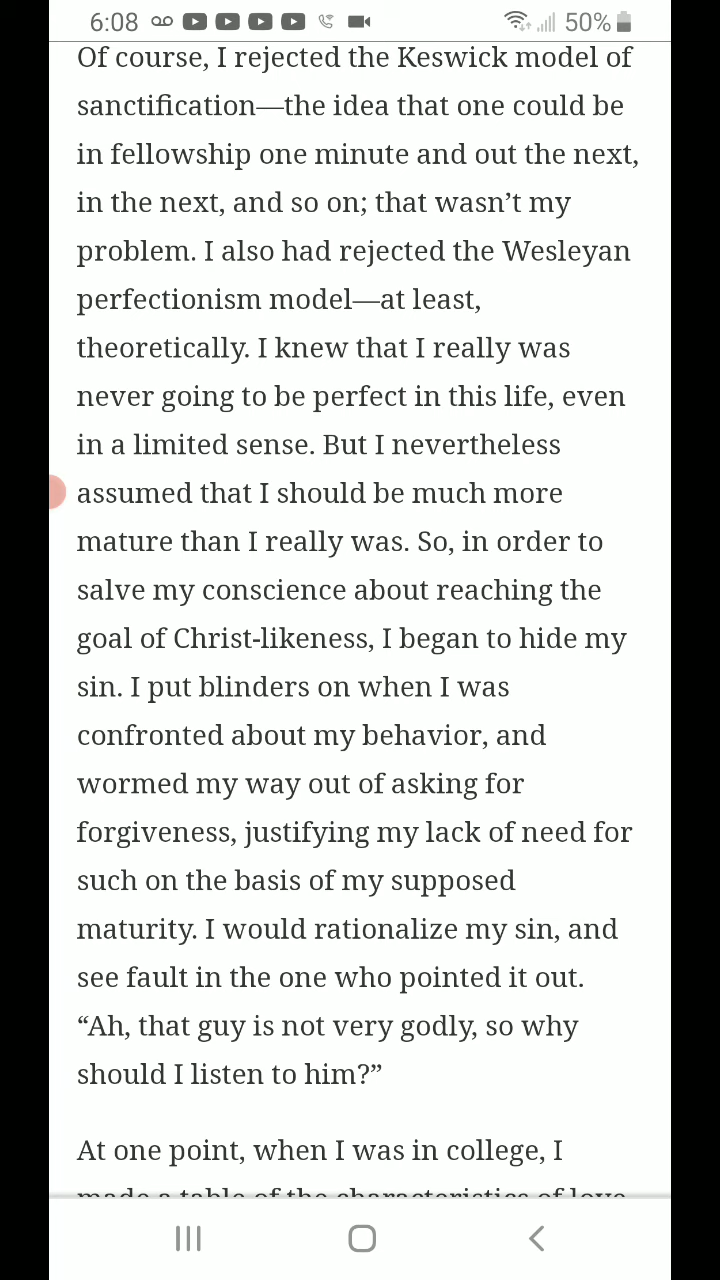 6:08 50%
Of course, I rejected the Keswick model of
sanctification—the idea that one could be
in fellowship one minute and out the next,
in the next, and so on; that wasn’t my
problem. I also had rejected the Wesleyan
perfectionism model—at least,
theoretically. I knew that I really was
never going to be perfect in this life, even
in a limited sense. But I nevertheless
assumed that I should be much more
mature than I really was. So, in order to
salve my conscience about reaching the
goal of Christ-likeness, I began to hide my
sin. I put blinders on when I was
confronted about my behavior, and
wormed my way out of asking for
forgiveness, justifying my lack of need for
such on the basis of my supposed
maturity. I would rationalize my sin, and
see fault in the one who pointed it out.
“Ah, that guy is not very godly, so why
should I listen to him?”
At one point, when I was in college, I
made a table of the characteristics of love